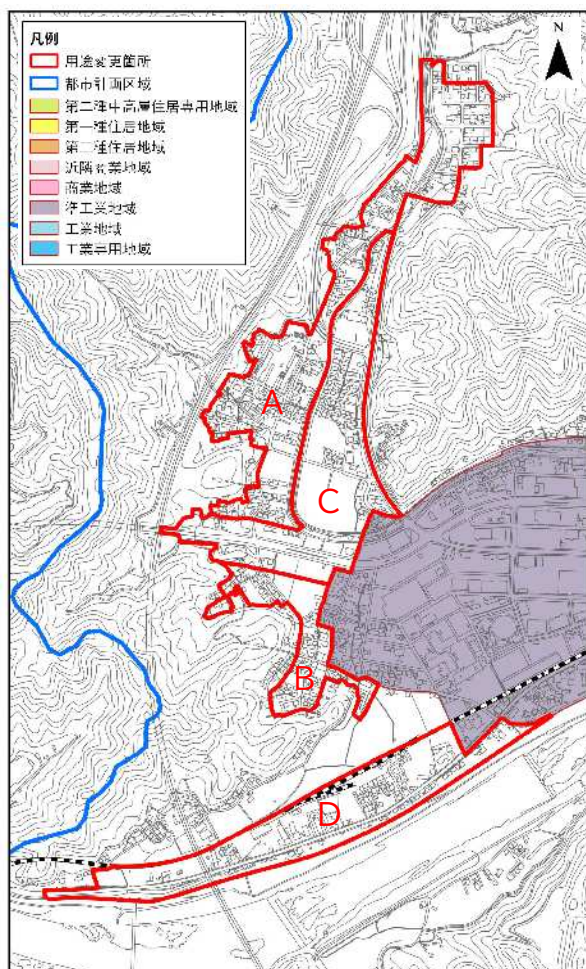 凡例
用途変更箇所
都市計画区域
第二種中高層住居専用地域
第一種住居地域
第二種住居地域
近隣商業地域
商業地域
準工業地域
工業地域
工業専用地域
N
A
C
B
D